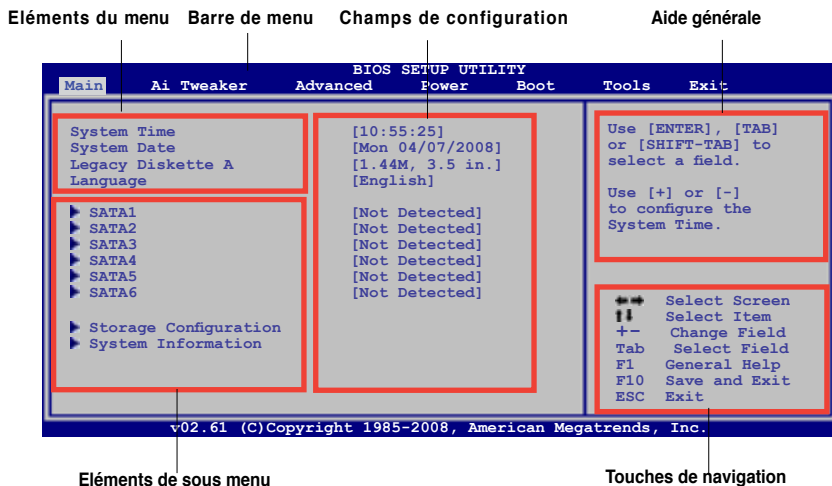 Eléments du menu Barre de menu Champs de configuration Aide générale
BIOS SETUP UTILITY
Main Ai Tweaker Advanced Power Boot Tools Exit
System Time [10:55:25]
System Date [Mon 04/07/2008]
Legacy Diskette A [1.44M, 3.5 in.]
Language [English]
SATA1 [Not Detected]
SATA2 [Not Detected]
SATA3 [Not Detected]
SATA4 [Not Detected]
SATA5 [Not Detected]
SATA6 [Not Detected]
Storage Configuration
System Information
Use [ENTER], [TAB]
or [SHIFT-TAB] to
select a field.
Use [+] or [-]
to configure the
System Time.
←→ Select Screen
↑↓ Select Item
+- Change Field
Tab Select Field
F1 General Help
F10 Save and Exit
ESC Exit
v02.61 (C)Copyright 1985-2008, American Megatrends, Inc.
Eléments de sous menu Touches de navigation